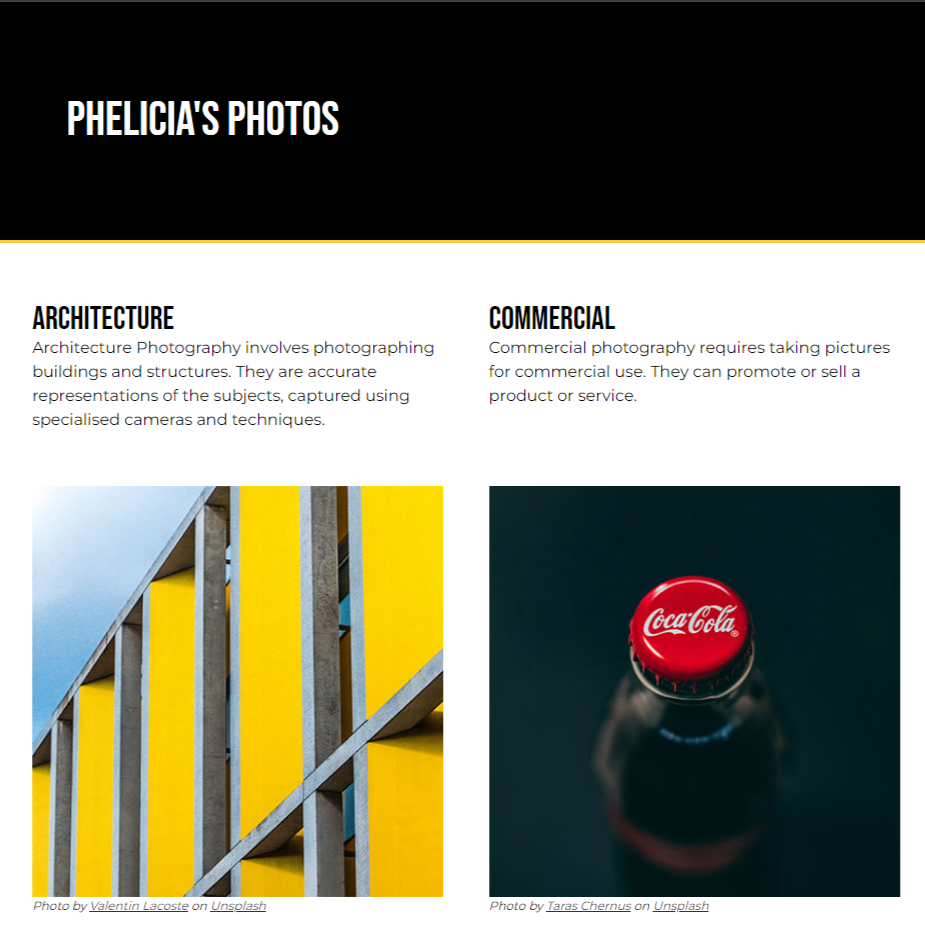 PHELICIA'S PHOTOS
ARCHITECTURE
Architecture Photography involves photographing
buildings and structures. They are accurate
representations of the subjects, captured using
specialised cameras and techniques.
COMMERCIAL
Commercial photography requires taking pictures
for commercial use. They can promote or sell a
product or service.
Coca-Cola®
Photo by Valentin Lacoste on Unsplash
Photo by Taras Chernus on Unsplash